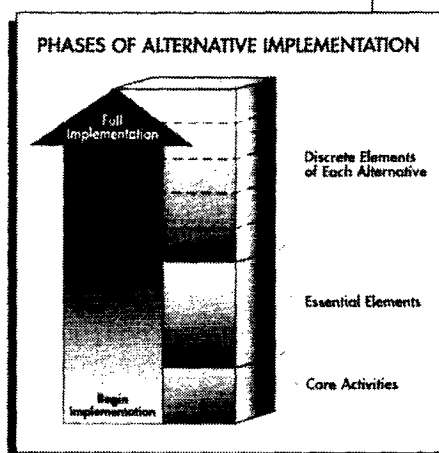 PHASES OF ALTERNATIVE IMPLEMENTATION
Full
Implementation
Discrete Elements
of Each Alternative
Essential Elements
Core Activities
Begin
Implementation